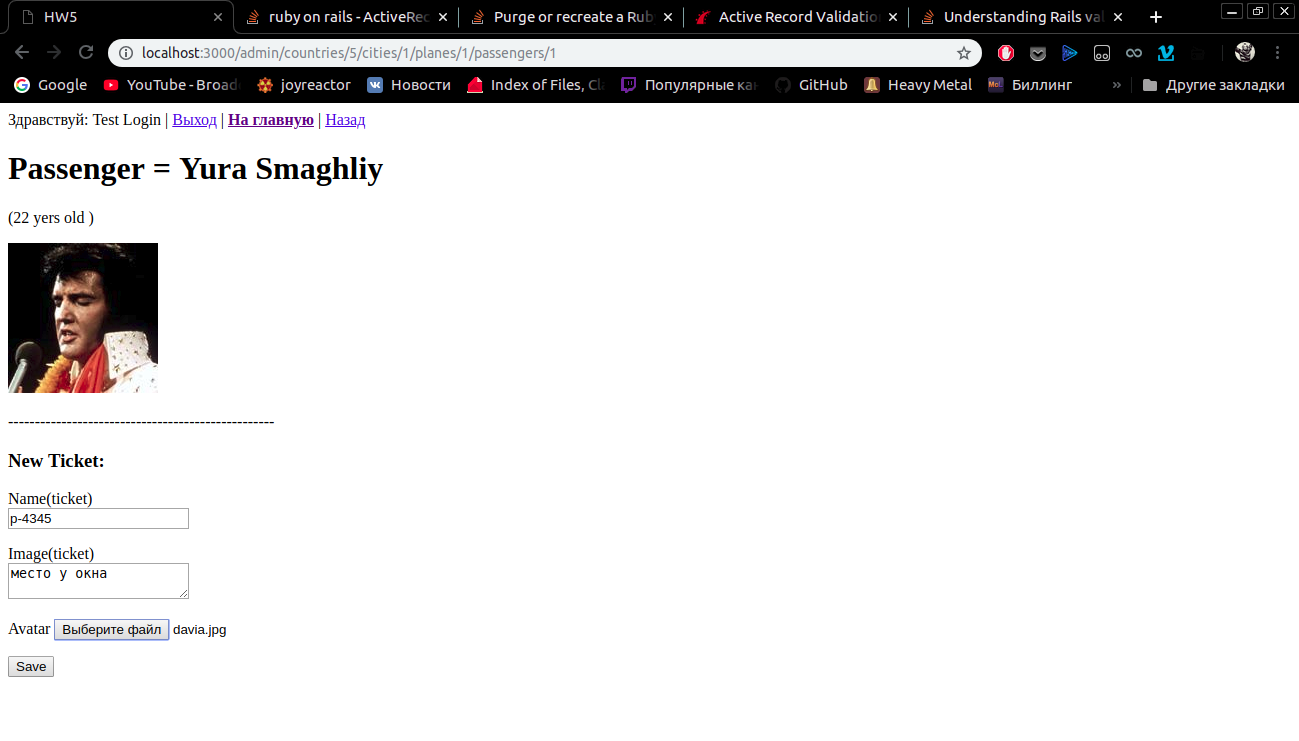 HW5
ruby on rails - ActiveRec
Purge or recreate a Rub
Active Record Validation
Understanding Rails val
localhost:3000/admin/countries/5/cities/1/planes/1/passengers/1
Google
YouTube - Broad
joyreactor
Новости
Index of Files, Cla
Популярные кан
GitHub
Heavy Metal
Биллинг
»
Другие закладки
Здравствуй: Test Login | Выход | На главную | Назад
Passenger = Yura Smaghliy
(22 yers old )
--------------------------------------------------
New Ticket:
Name(ticket)
p-4345
Image(ticket)
место у окна
Avatar Выберите файл davia.jpg
Save